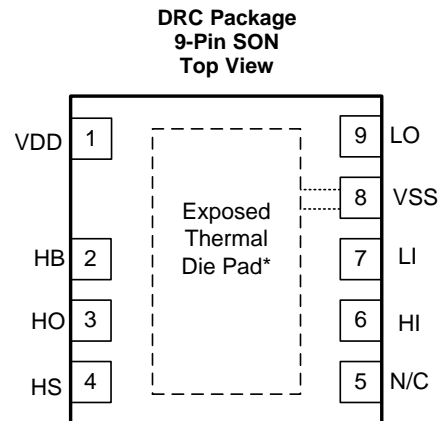 DRC Package
9-Pin SON
Top View
VDD 1
9 LO
8 VSS
Exposed
Thermal
Die Pad*
HB 2
7 LI
HO 3
6 HI
HS 4
5 N/C